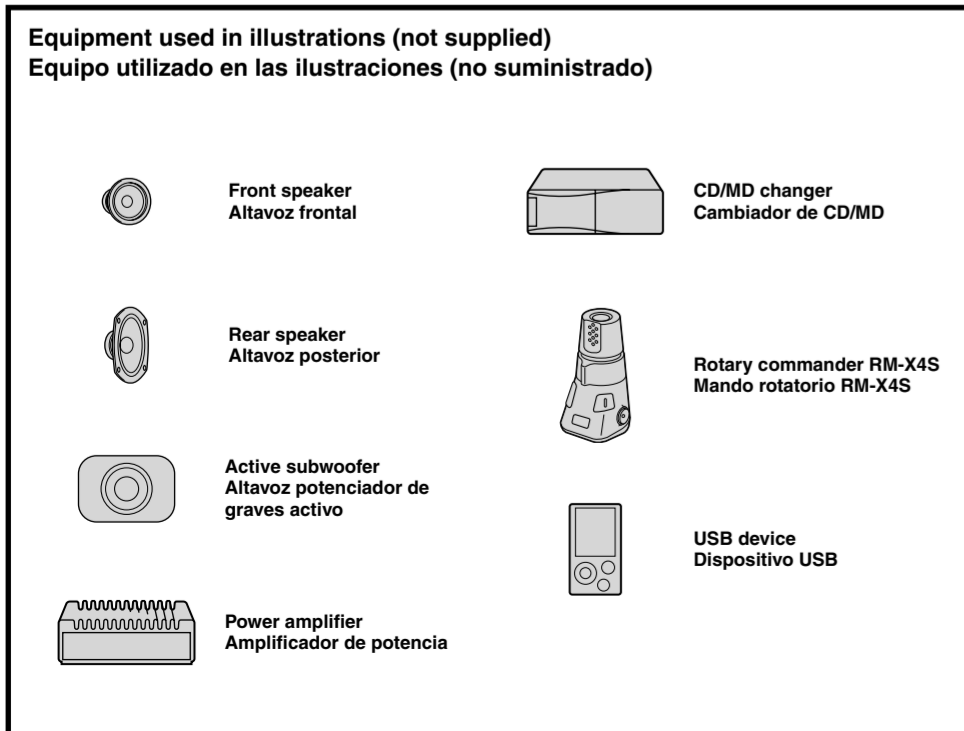 Equipment used in illustrations (not supplied)
Equipo utilizado en las ilustraciones (no suministrado)
Front speaker
Altavoz frontal
Rear speaker
Altavoz posterior
Active subwoofer
Altavoz potenciador de
graves activo
Power amplifier
Amplificador de potencia
CD/MD changer
Cambiador de CD/MD
Rotary commander RM-X4S
Mando rotatorio RM-X4S
USB device
Dispositivo USB